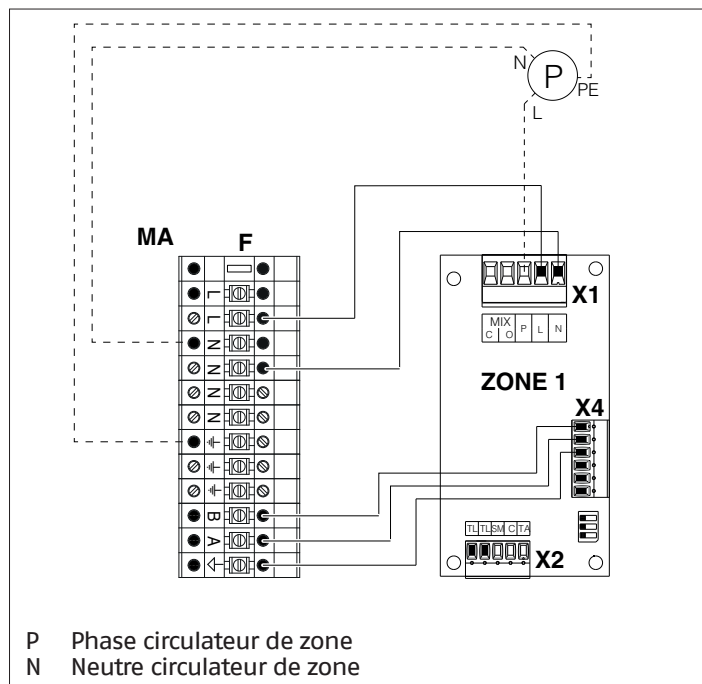 N
P
PE
L
MA
F
L
L
N
N
N
N
B
A
X1
MIX
C O P L N
ZONE 1
X4
TL TL SM C TA
X2
P Phase circulateur de zone
N Neutre circulateur de zone